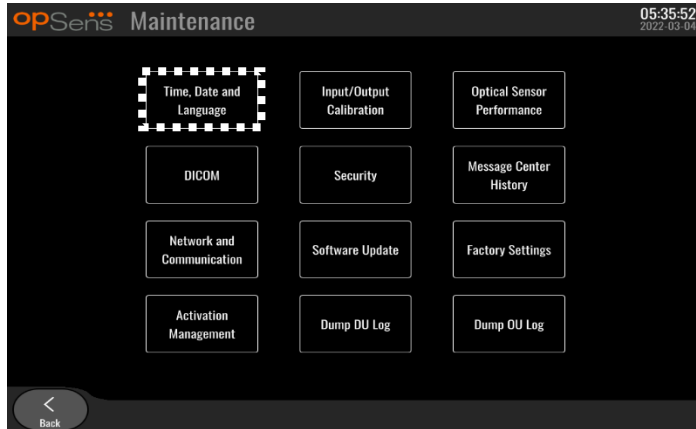 opSens Maintenance
05:35:52
2022-03-04
Time, Date and
Language
Input/Output
Calibration
Optical Sensor
Performance
DICOM
Security
Message Center
History
Network and
Communication
Software Update
Factory Settings
Activation
Management
Dump DU Log
Dump OU Log
Back